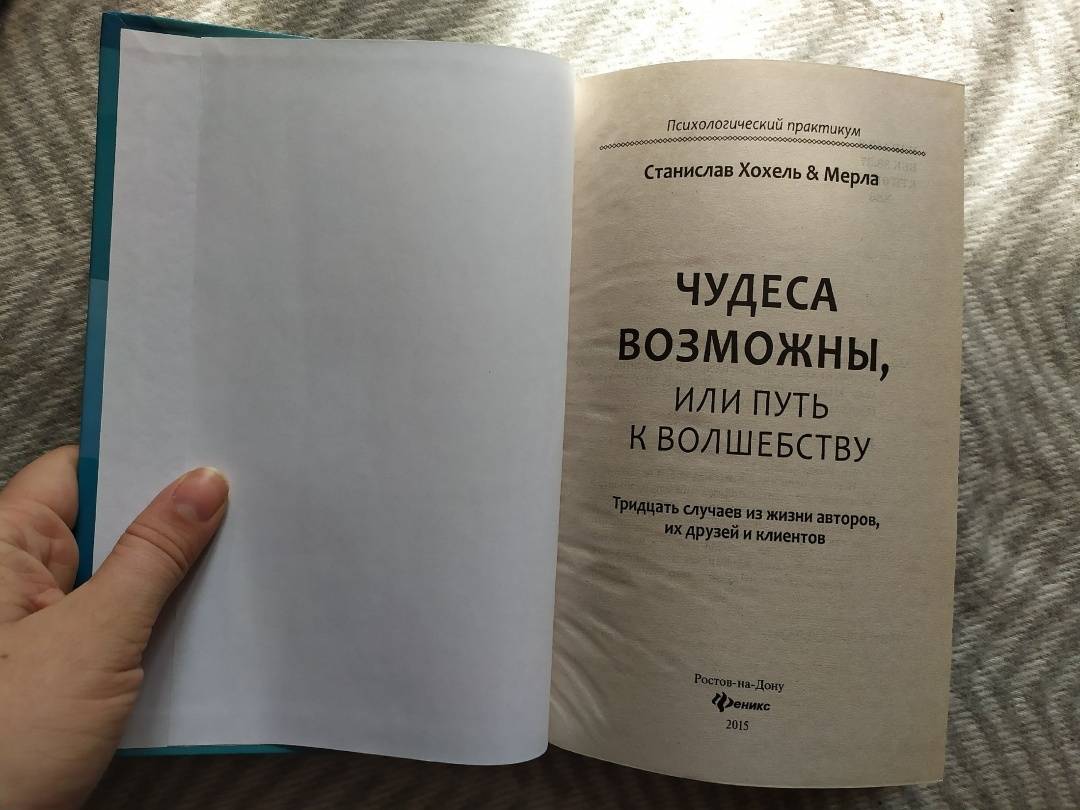 Психологический практикум
Станислав Хохель & Мерла
ЧУДЕСА
ВОЗМОЖНЫ,
ИЛИ ПУТЬ
К ВОЛШЕБСТВУ
Тридцать случаев из жизни авторов,
их друзей и клиентов
Ростов-на-Дону
Феникс
2015